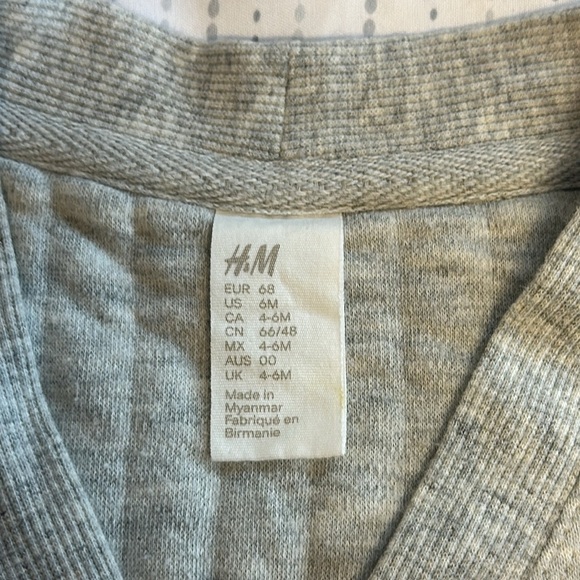 H&M
EUR 68
US 6M
CA 4-6M
CN 66/48
MX 4-6M
AUS 00
UK 4-6M
Made in
Myanmar
Fabriqué en
Birmanie